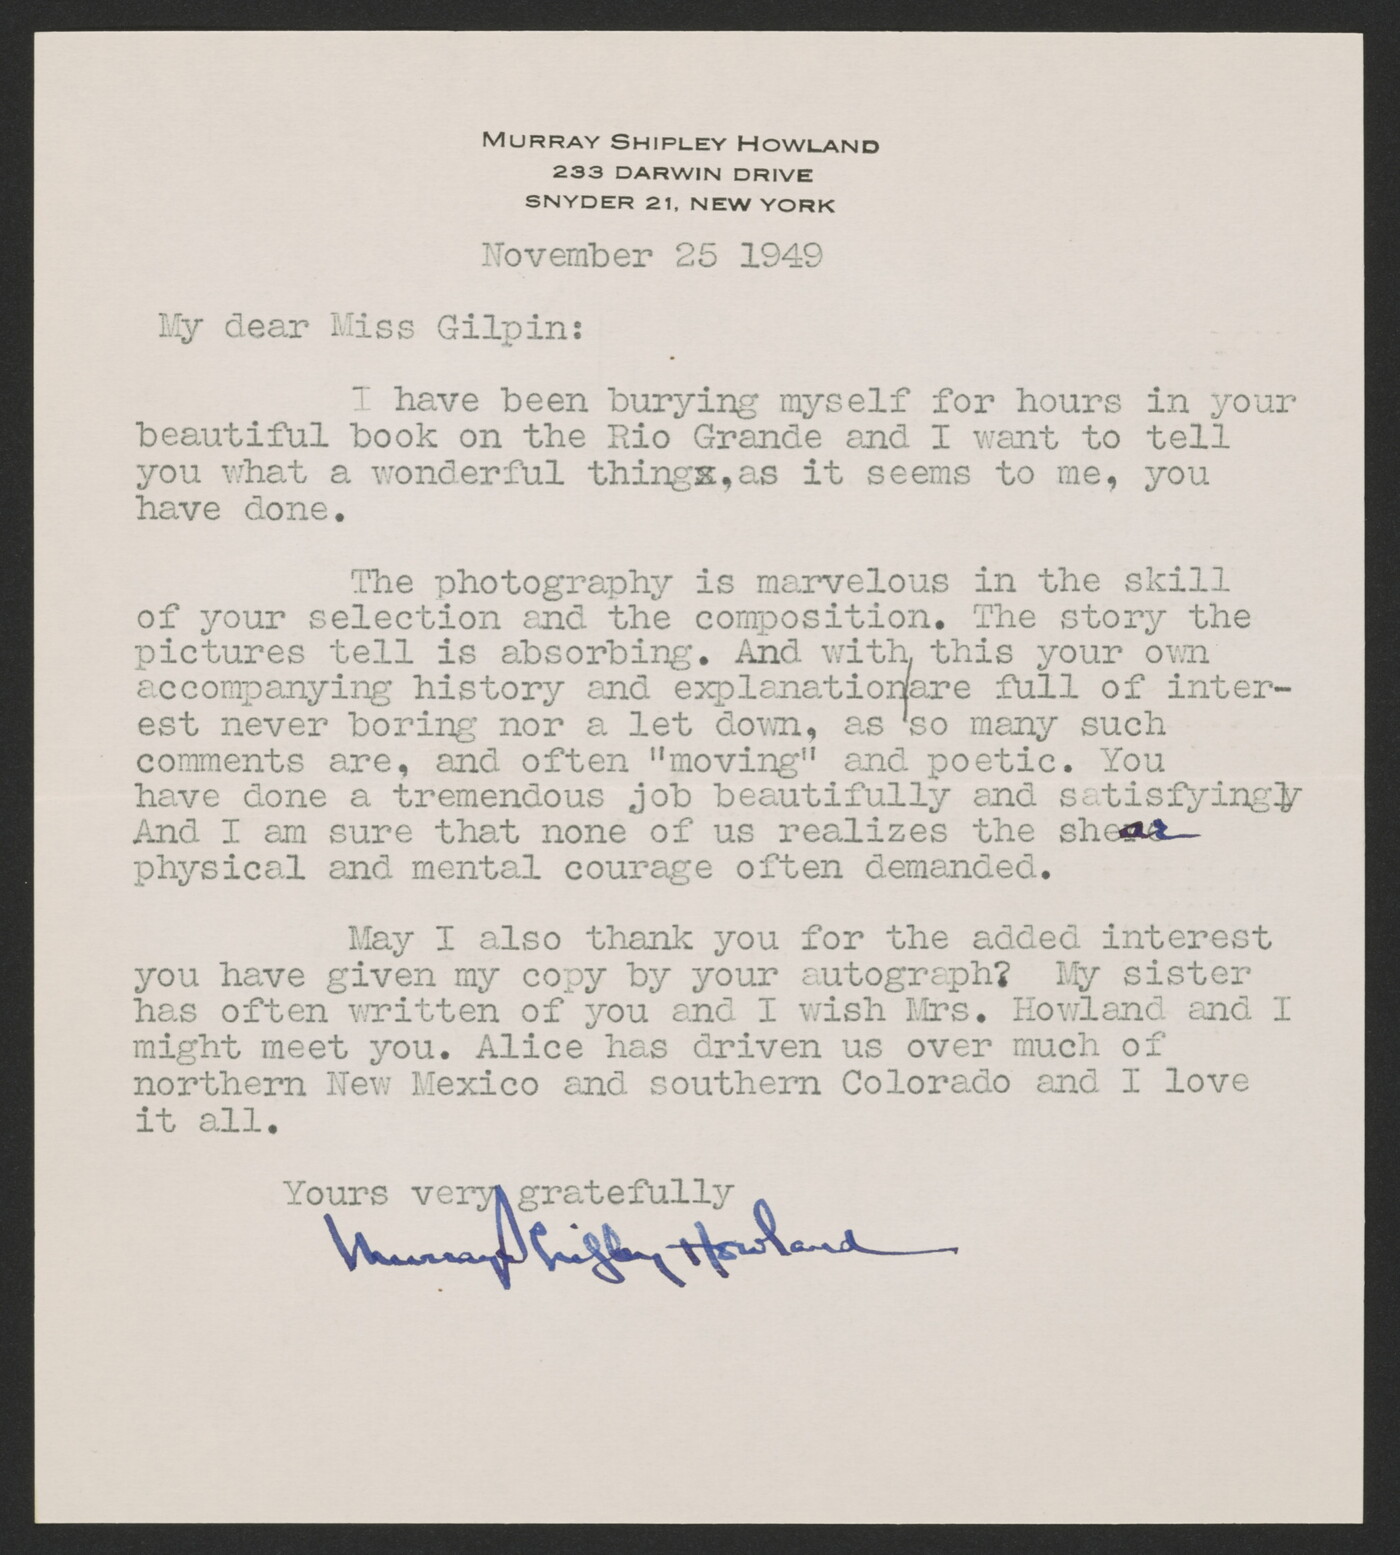 MURRAY SHIPLEY HOWLAND
233 DARWIN DRIVE
SNYDER 21, NEW YORK
November 25 1949
My dear Miss Gilpin:
I have been burying myself for hours in your
beautiful book on the Rio Grande and I want to tell
you what a wonderful thing,as it seems to me, you
have done.
The photography is marvelous in the skill
of your selection and the composition. The story the
pictures tell is absorbing. And with, this your own
accompanying history and explanation/are full of inter-
est never boring nor a let down, as so many such
comments are, and often "moving" and poetic. You
have done a tremendous job beautifully and satisfyingly
And I am sure that none of us realizes the sheer
physical and mental courage often demanded.
May I also thank you for the added interest
you have given my copy by your autograph? My sister
has often written of you and I wish Mrs. Howland and I
might meet you. Alice has driven us over much of
northern New Mexico and southern Colorado and I love
it all.
Yours very gratefully
Murray Shipley Howland